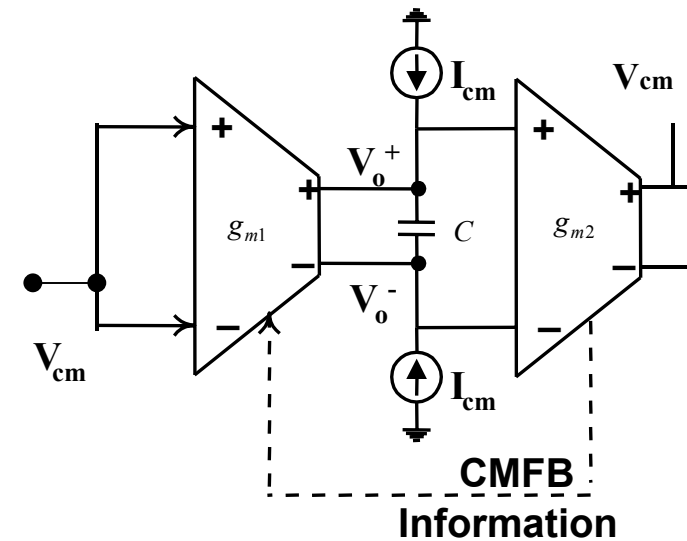 I_cm
V_cm
+
+
V_o^+
+
+
g_m1
C
g_m2
−
−
V_o^-
−
−
V_cm
I_cm
CMFB
Information